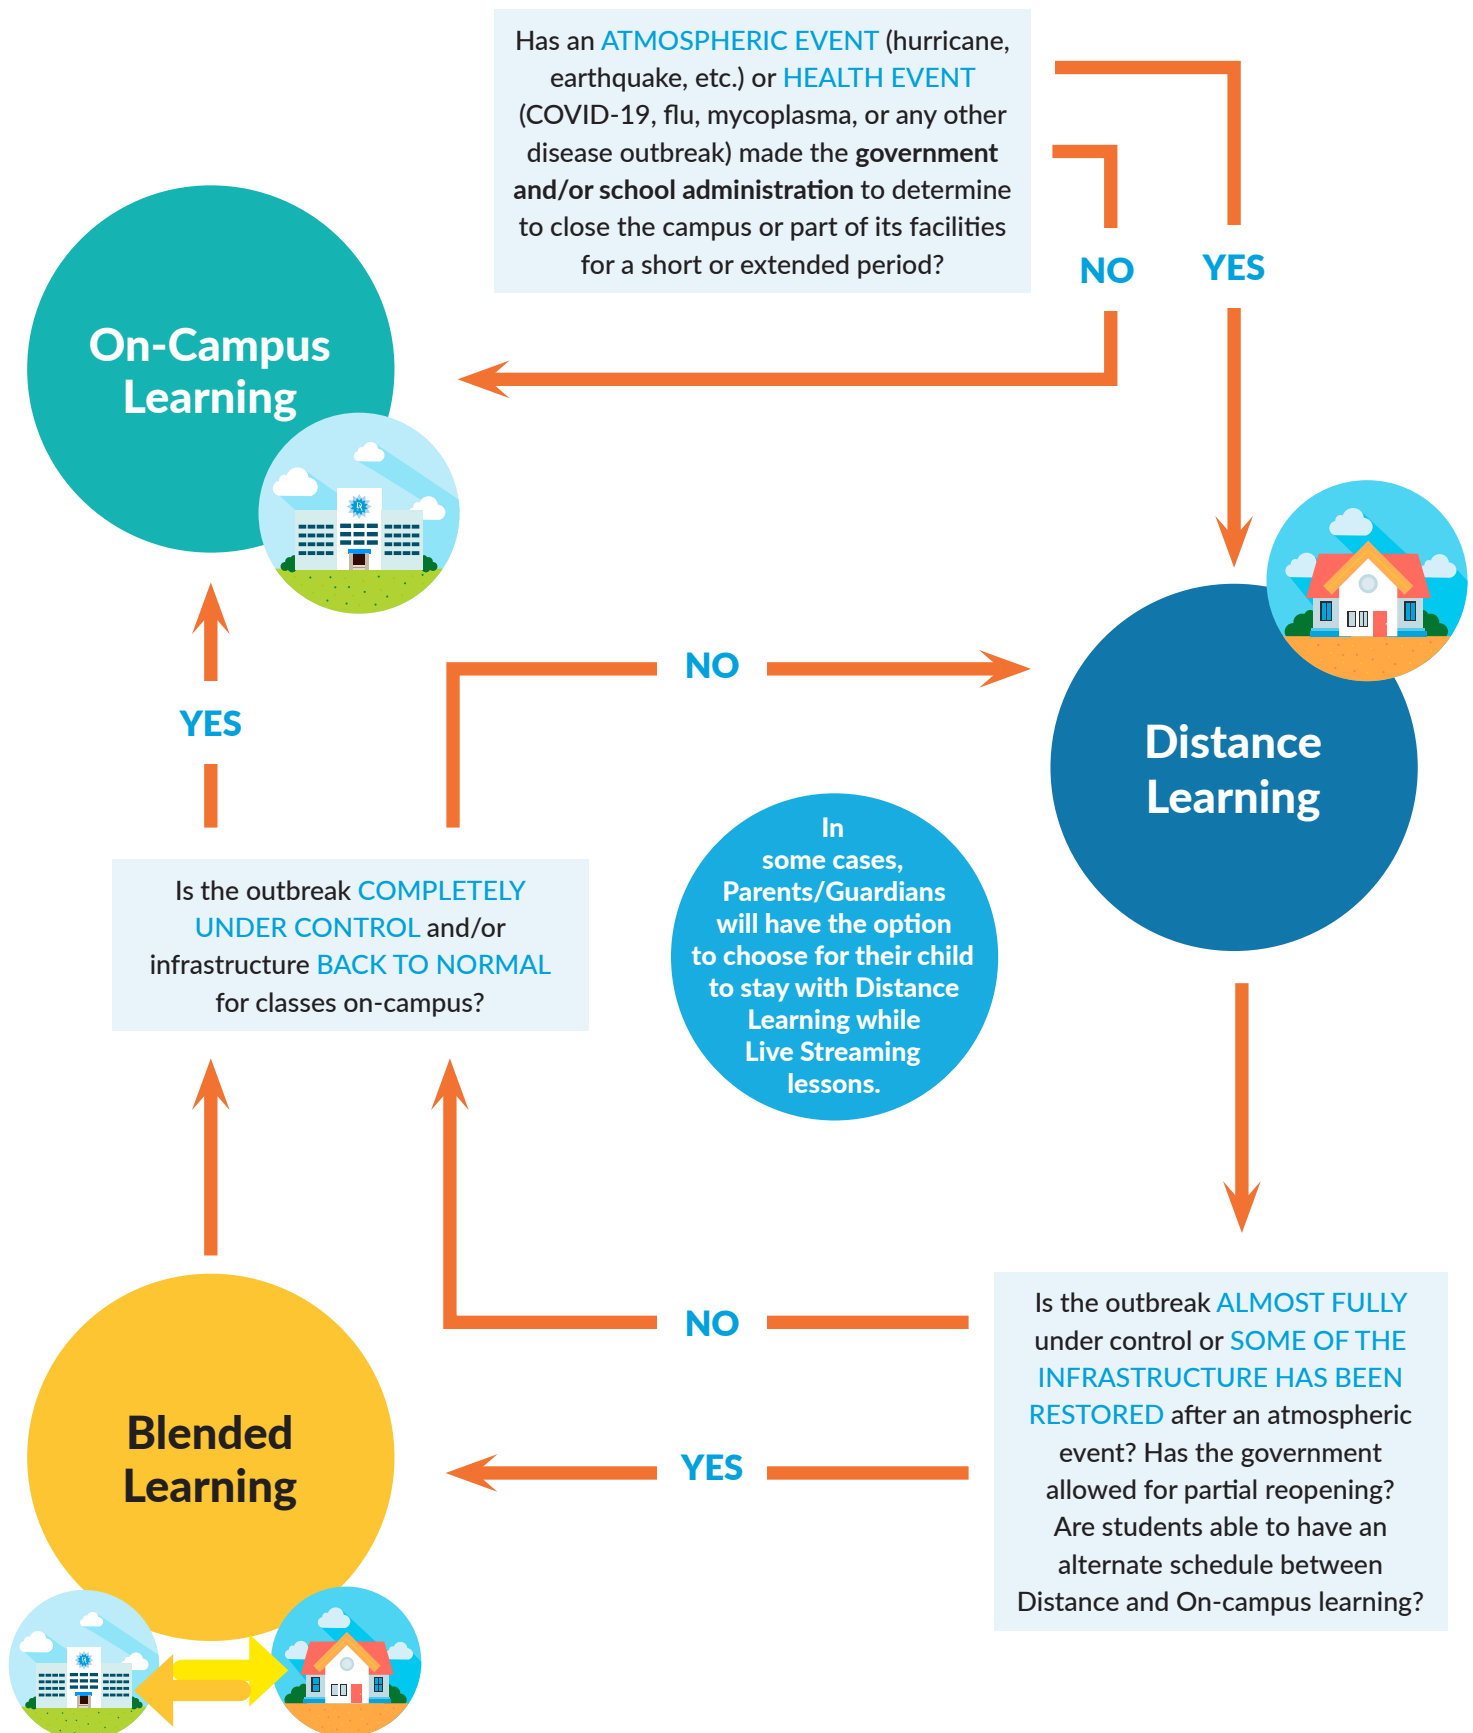 Has an ATMOSPHERIC EVENT (hurricane,
earthquake, etc.) or HEALTH EVENT
(COVID-19, flu, mycoplasma, or any other
disease outbreak) made the government
and/or school administration to determine
to close the campus or part of its facilities
for a short or extended period?
NO
YES
On-Campus
Learning
NO
YES
Distance
Learning
In
some cases,
Parents/Guardians
will have the option
to choose for their child
to stay with Distance
Learning while
Live Streaming
lessons.
Is the outbreak COMPLETELY
UNDER CONTROL and/or
infrastructure BACK TO NORMAL
for classes on-campus?
Is the outbreak ALMOST FULLY
under control or SOME OF THE
INFRASTRUCTURE HAS BEEN
RESTORED after an atmospheric
event? Has the government
allowed for partial reopening?
Are students able to have an
alternate schedule between
Distance and On-campus learning?
NO
YES
Blended
Learning